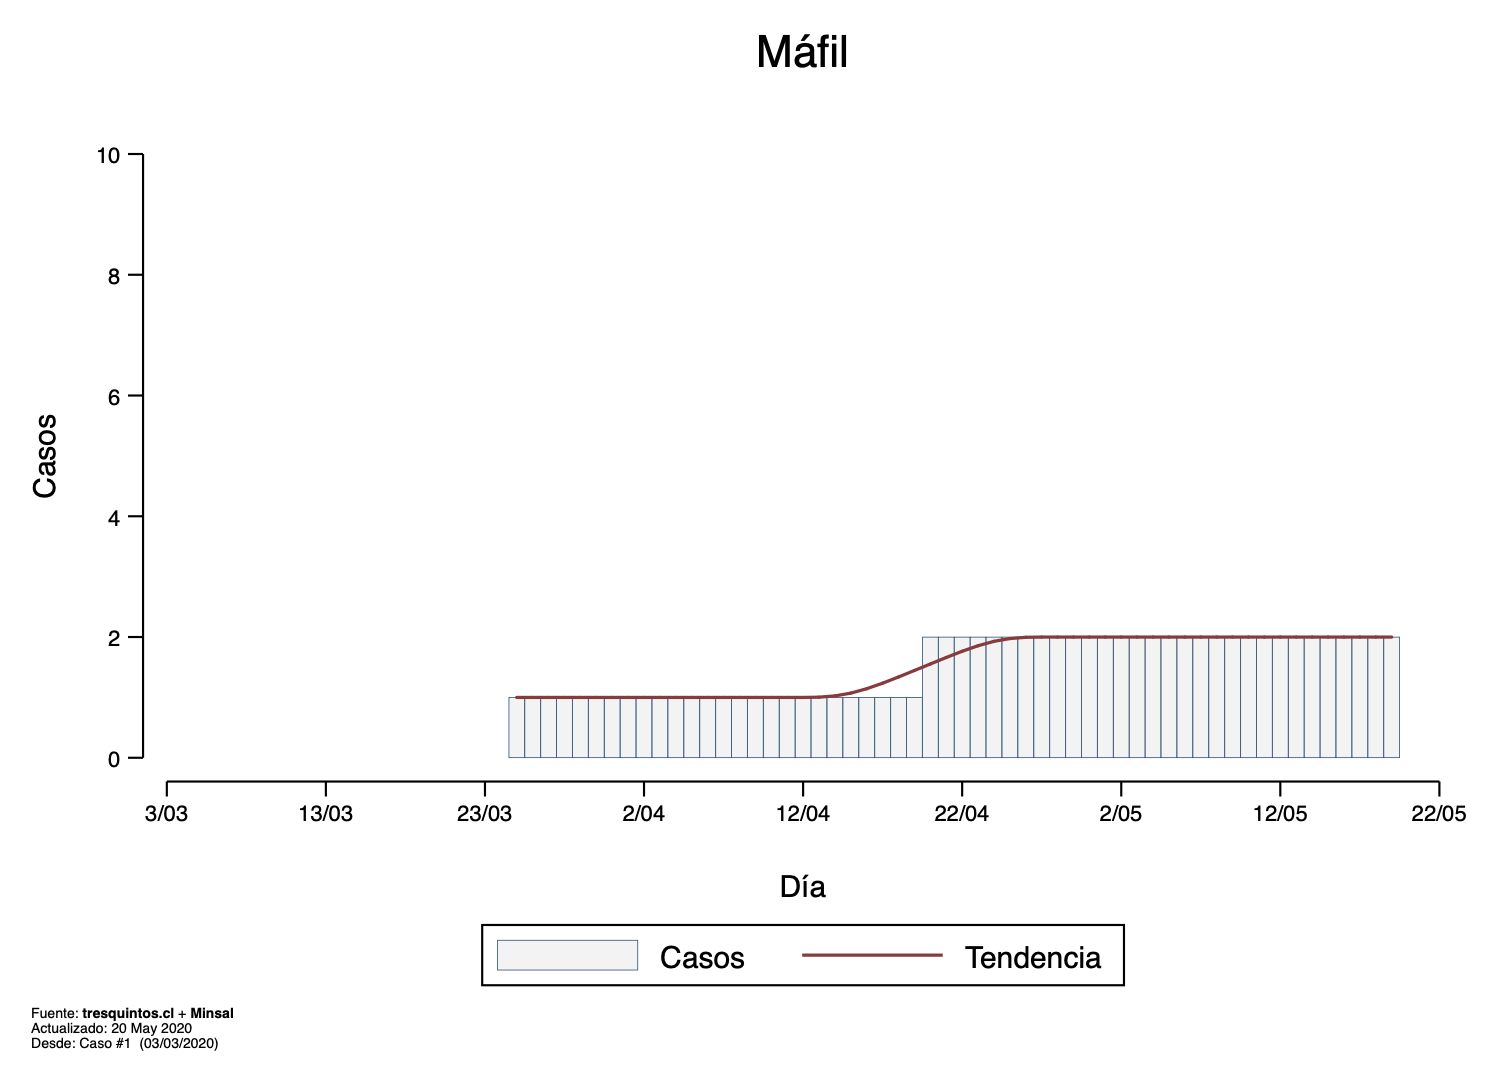 Máfil
10
8
6
4
2
0
Casos
3/03 13/03 23/03 2/04 12/04 22/04 2/05 12/05 22/05
Día
Casos Tendencia
Fuente: tresquintos.cl + Minsal
Actualizado: 20 May 2020
Desde: Caso #1 (03/03/2020)